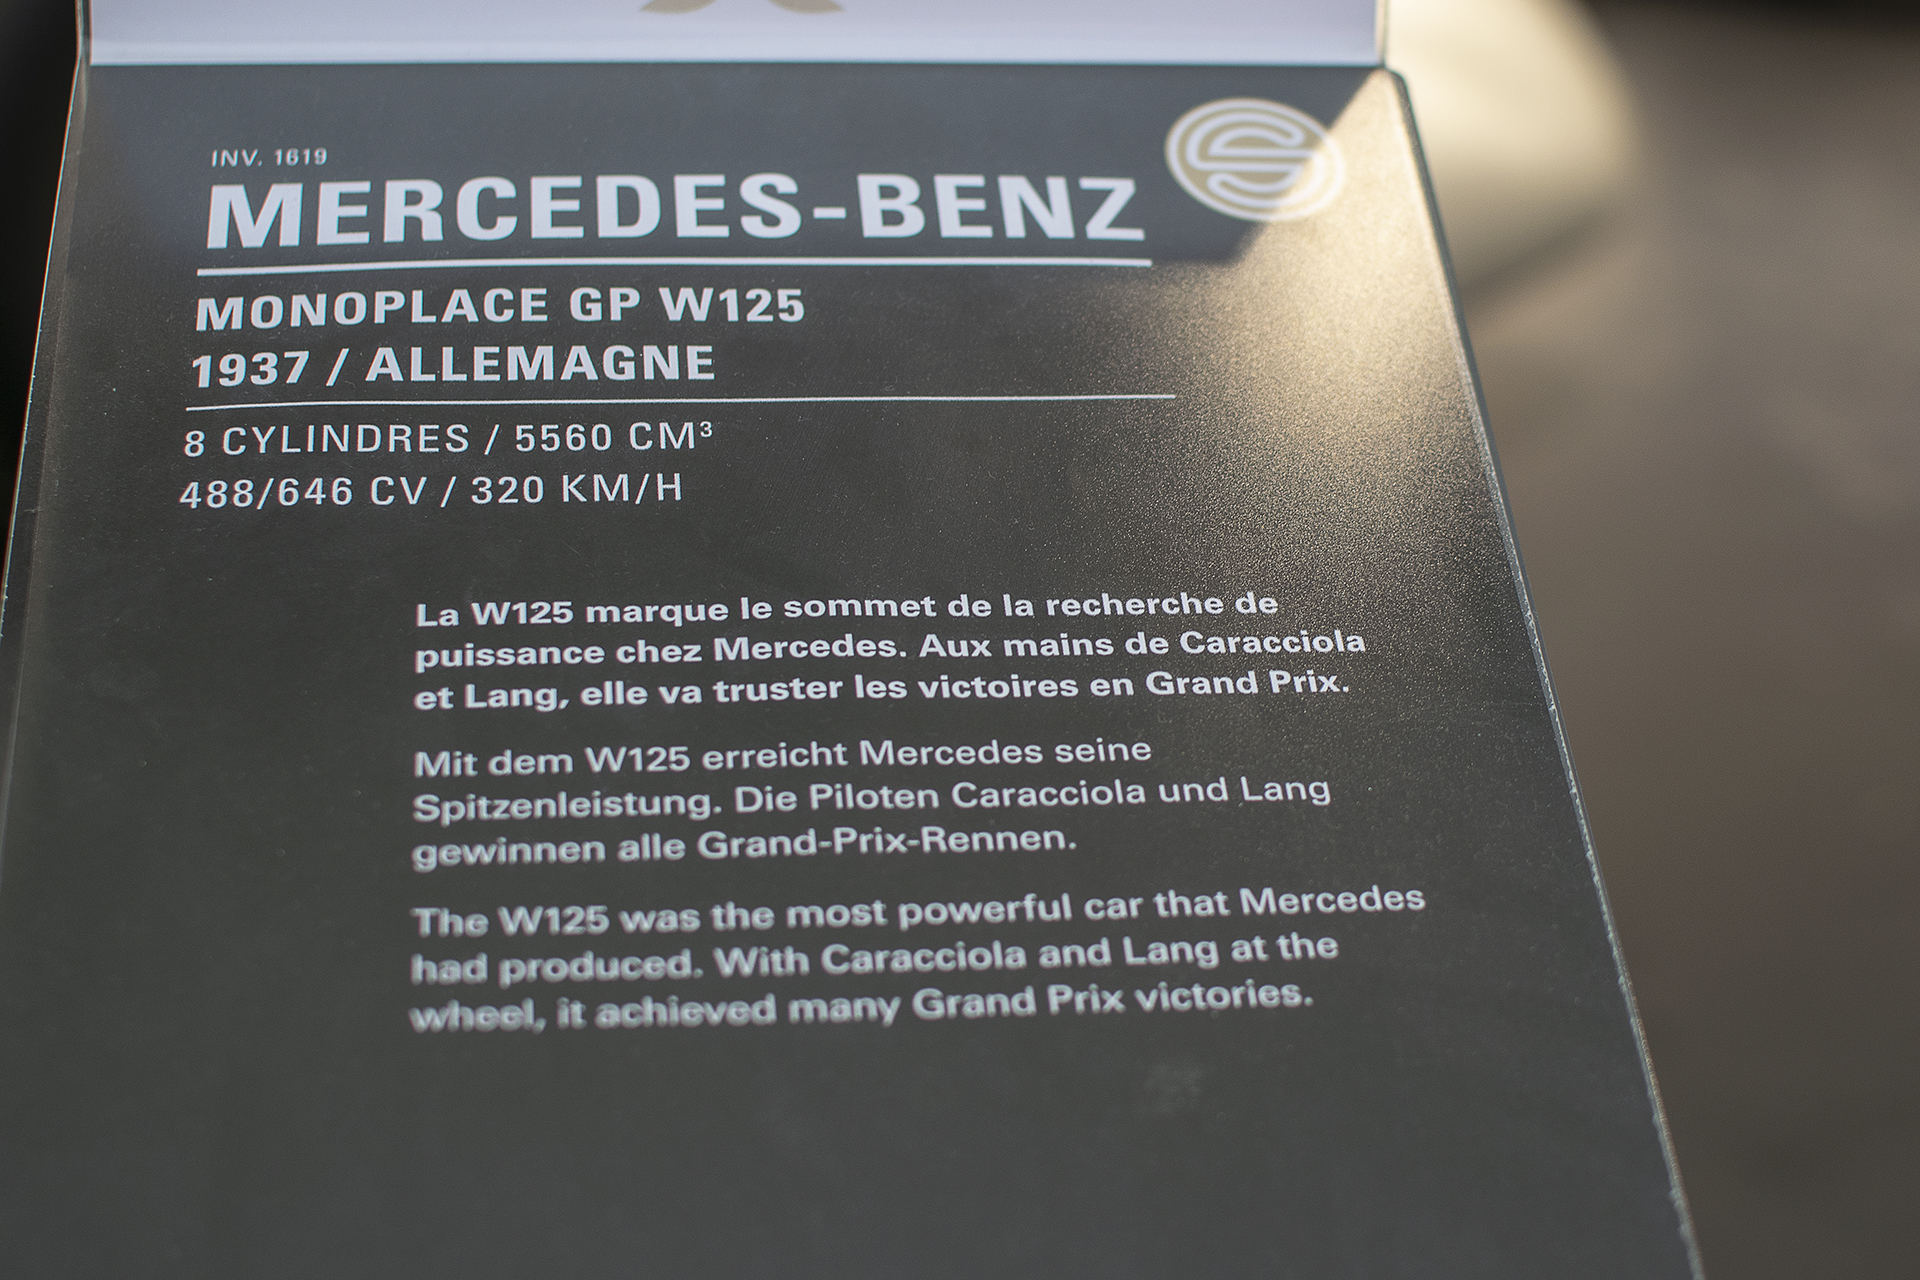 INV. 1619
MERCEDES-BENZ
MONOPLACE GP W125
1937 / ALLEMAGNE
8 CYLINDRES / 5560 CM³
488/646 CV / 320 KM/H
La W125 marque le sommet de la recherche de
puissance chez Mercedes. Aux mains de Caracciola
et Lang, elle va truster les victoires en Grand Prix.
Mit dem W125 erreicht Mercedes seine
Spitzenleistung. Die Piloten Caracciola und Lang
gewinnen alle Grand-Prix-Rennen.
The W125 was the most powerful car that Mercedes
had produced. With Caracciola and Lang at the
wheel, it achieved many Grand Prix victories.